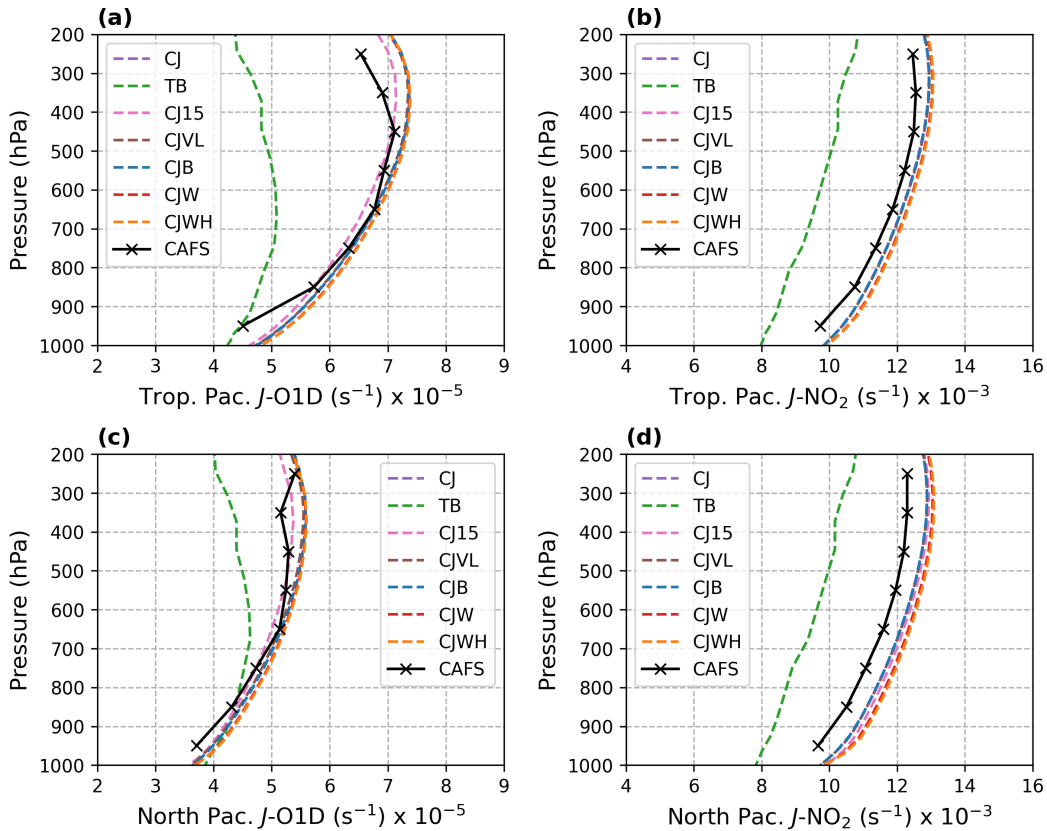 (a)
200
300
400
500
600
700
800
900
1000
Pressure (hPa)
CJ
TB
CJ15
CJVL
CJB
CJW
CJWH
CAFS
2 3 4 5 6 7 8 9
Trop. Pac. J-O1D (s⁻¹) x 10⁻⁵
(b)
200
300
400
500
600
700
800
900
1000
Pressure (hPa)
CJ
TB
CJ15
CJVL
CJB
CJW
CJWH
CAFS
4 6 8 10 12 14 16
Trop. Pac. J-NO₂ (s⁻¹) x 10⁻³
(c)
200
300
400
500
600
700
800
900
1000
Pressure (hPa)
CJ
TB
CJ15
CJVL
CJB
CJW
CJWH
CAFS
2 3 4 5 6 7 8 9
North Pac. J-O1D (s⁻¹) x 10⁻⁵
(d)
200
300
400
500
600
700
800
900
1000
Pressure (hPa)
CJ
TB
CJ15
CJVL
CJB
CJW
CJWH
CAFS
4 6 8 10 12 14 16
North Pac. J-NO₂ (s⁻¹) x 10⁻³